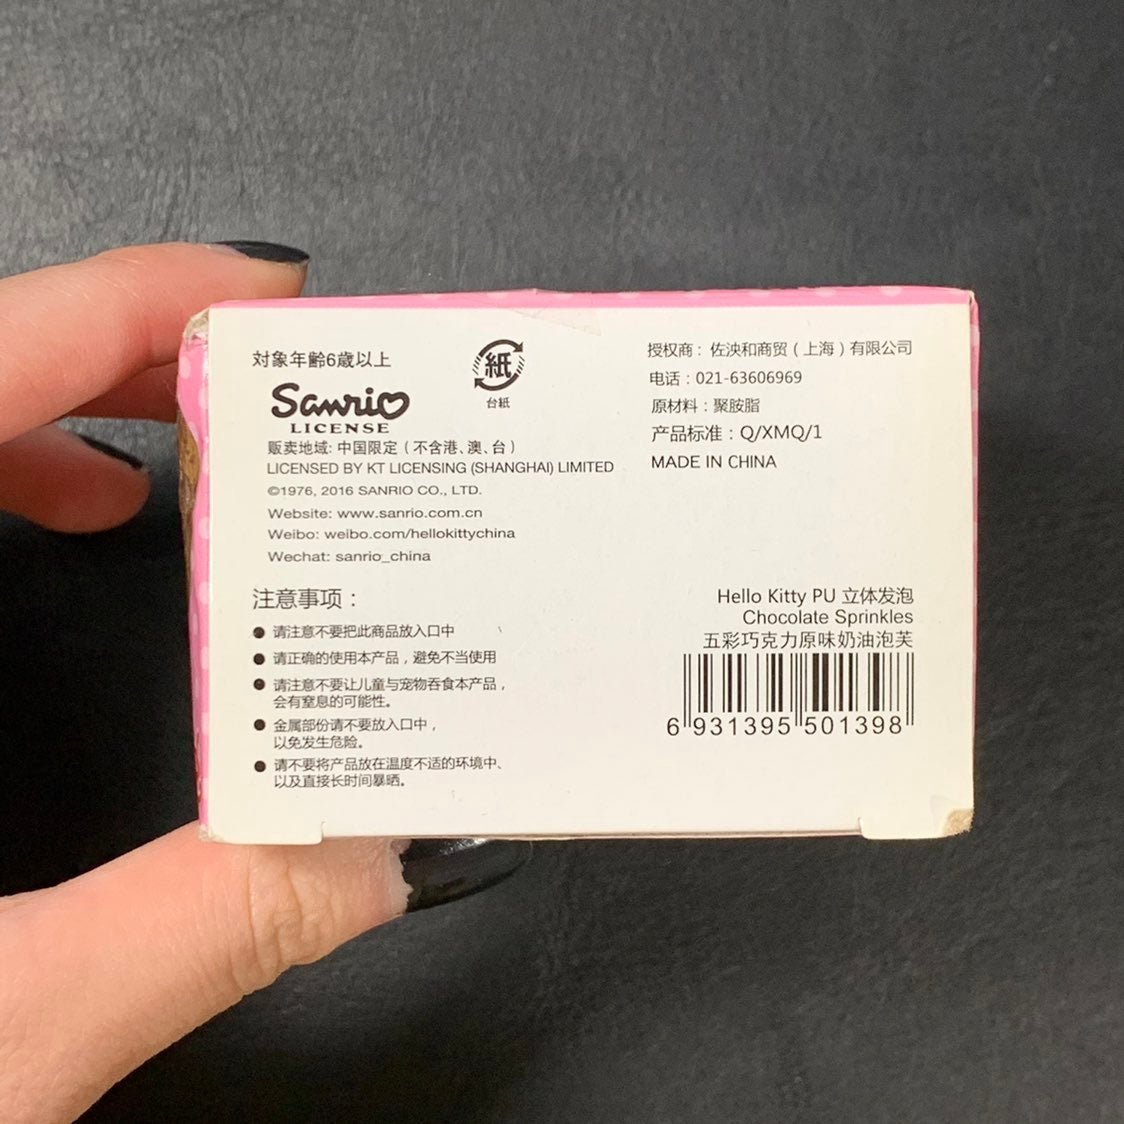 対象年齢6歳以上
紙
台紙
Sanrio
LICENSE
贩卖地域: 中国限定（不含港、澳、台）
LICENSED BY KT LICENSING (SHANGHAI) LIMITED
©1976, 2016 SANRIO CO., LTD.
Website: www.sanrio.com.cn
Weibo: weibo.com/hellokittychina
Wechat: sanrio_china
授权商：佐泱和商贸（上海）有限公司
电话：021-63606969
原材料：聚胺脂
产品标准：Q/XMQ/1
MADE IN CHINA
注意事项：
● 请注意不要把此商品放入口中
● 请正确的使用本产品，避免不当使用
● 请注意不要让儿童与宠物吞食本产品，
会有窒息的可能性。
● 金属部份请不要放入口中，
以免发生危险。
● 请不要将产品放在温度不适的环境中、
以及直接长时间暴晒。
Hello Kitty PU 立体发泡
Chocolate Sprinkles
五彩巧克力原味奶油泡芙
6 931395 501398